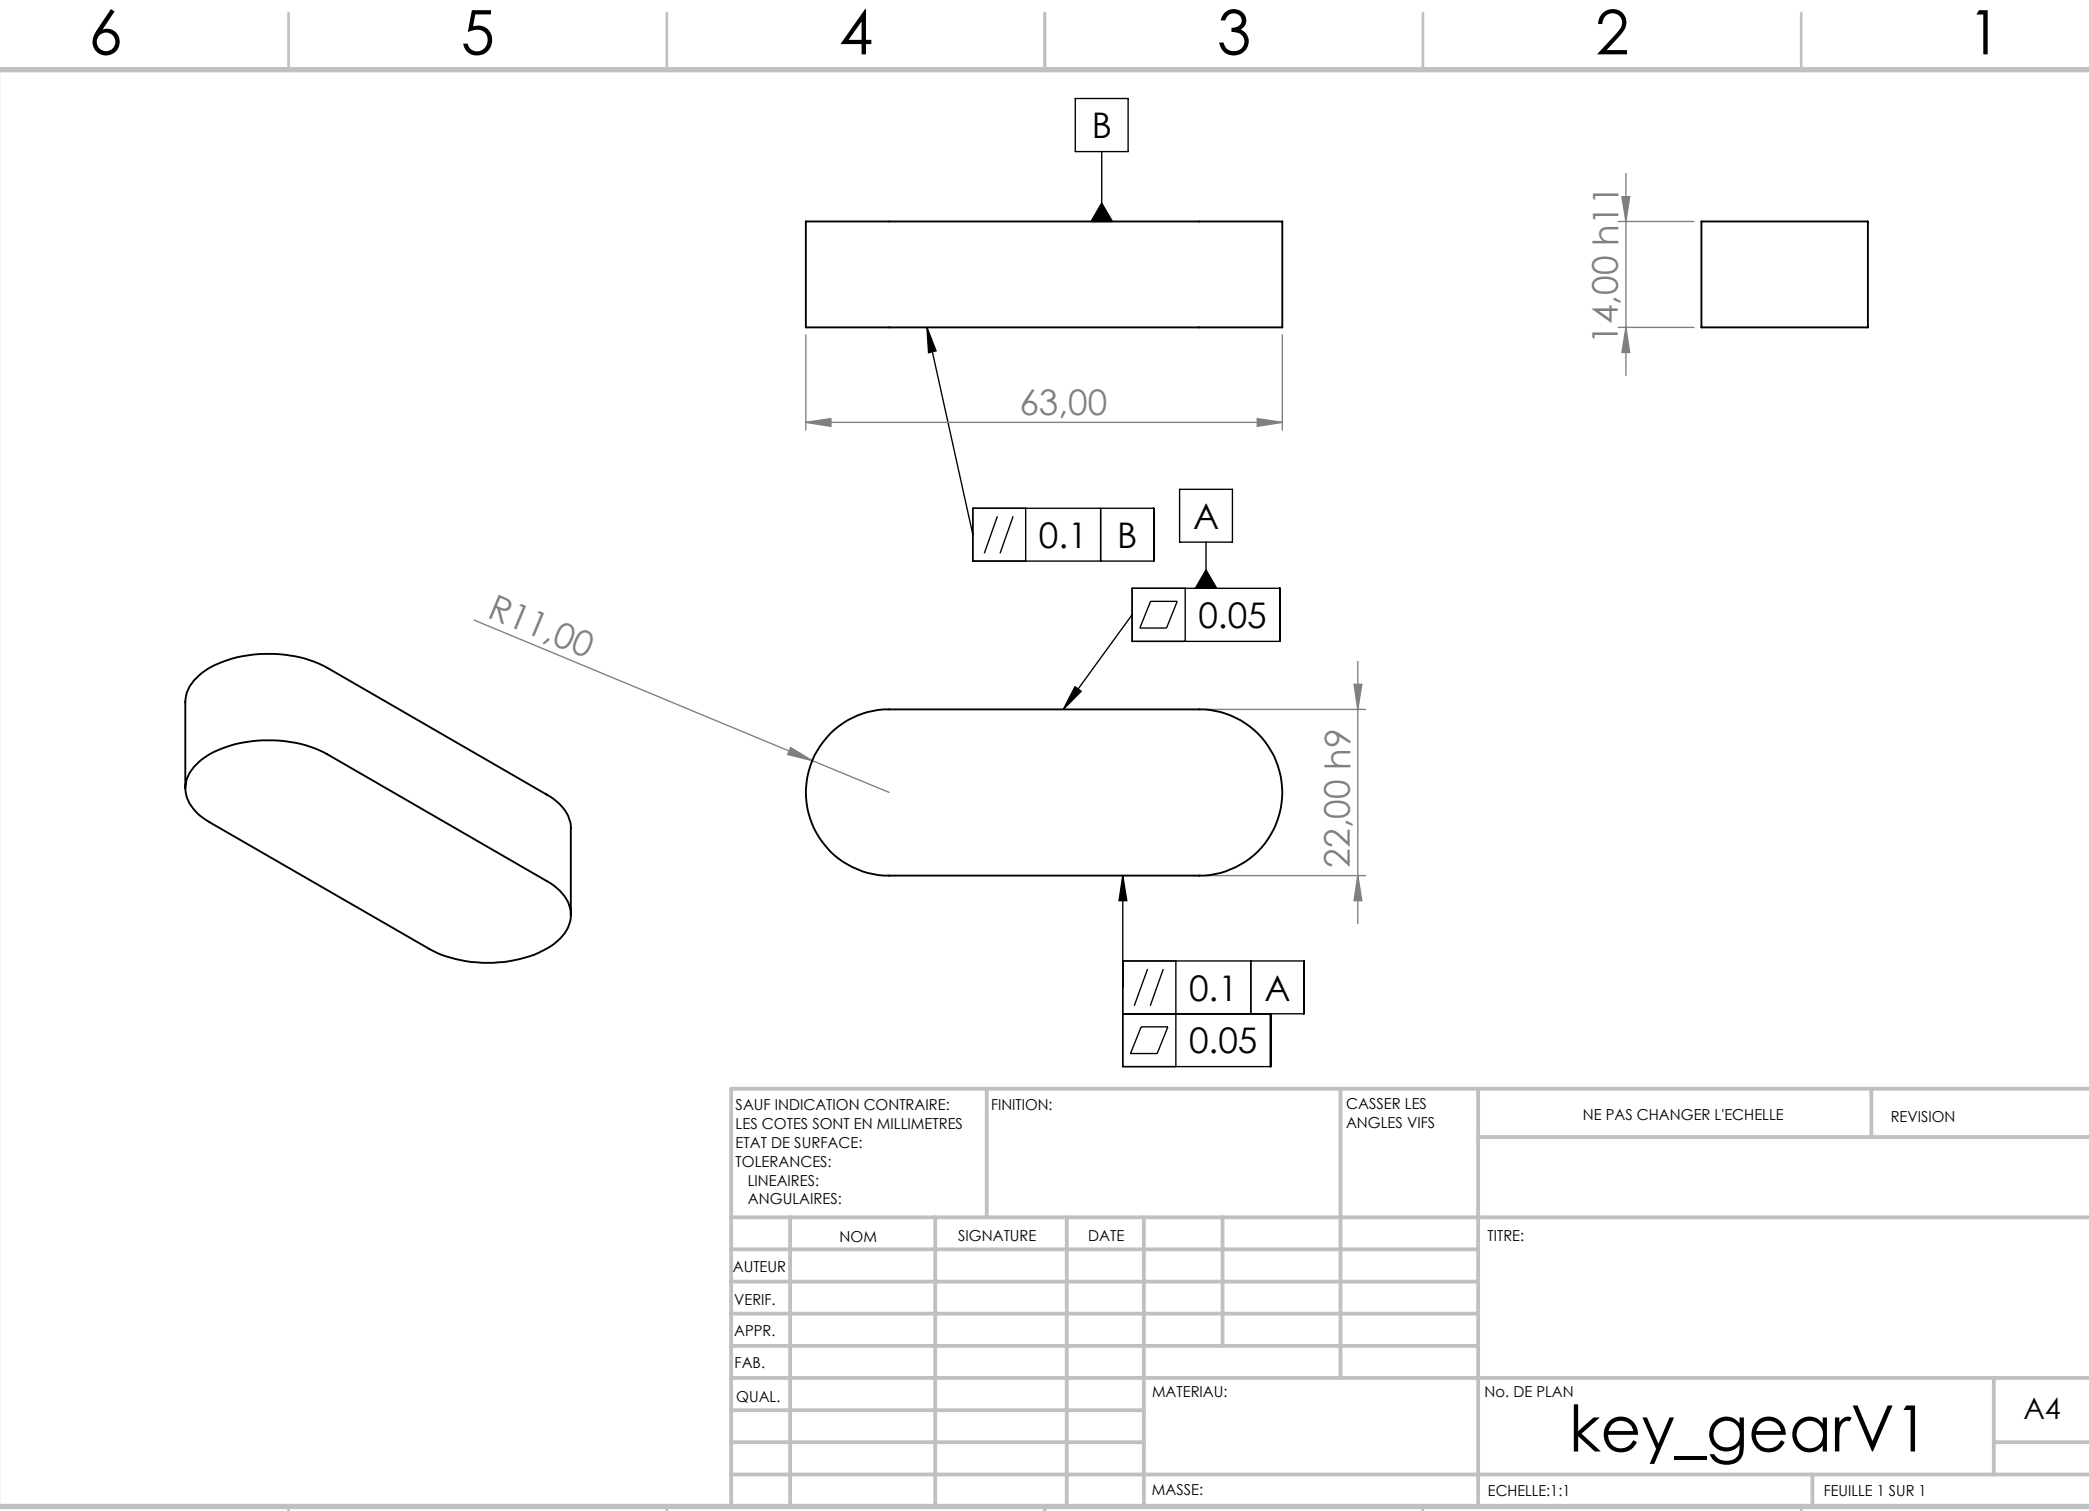 6 5 4 3 2 1
B
14,00 h11
63,00
// 0.1 B
A
⏥ 0.05
R11,00
22,00 h9
// 0.1 A
⏥ 0.05
SAUF INDICATION CONTRAIRE:
LES COTES SONT EN MILLIMETRES
ETAT DE SURFACE:
TOLERANCES:
LINEAIRES:
ANGULAIRES:
FINITION:
CASSER LES
ANGLES VIFS
NE PAS CHANGER L'ECHELLE
REVISION
NOM SIGNATURE DATE
TITRE:
AUTEUR
VERIF.
APPR.
FAB.
QUAL.
MATERIAU:
No. DE PLAN
key_gearV1
A4
MASSE:
ECHELLE:1:1
FEUILLE 1 SUR 1